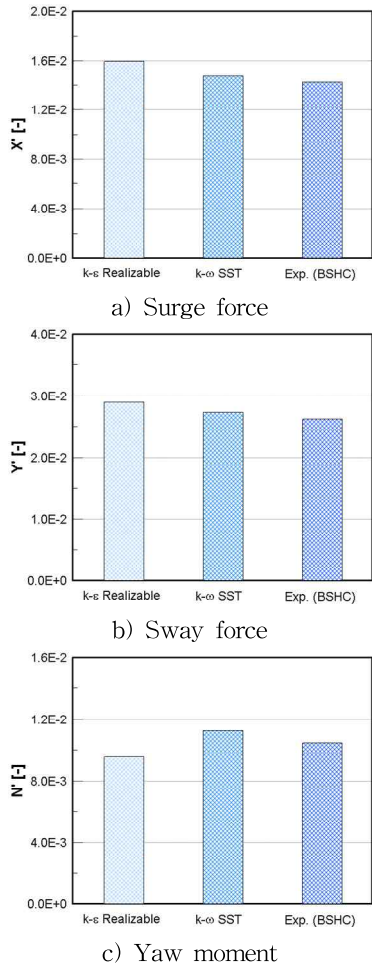 2.0E-2
1.6E-2
1.2E-2
8.0E-3
4.0E-3
0.0E+0
X' [-]
k-ε Realizable k-ω SST Exp. (BSHC)
a) Surge force
4.0E-2
3.0E-2
2.0E-2
1.0E-2
0.0E+0
Y' [-]
k-ε Realizable k-ω SST Exp. (BSHC)
b) Sway force
1.6E-2
1.2E-2
8.0E-3
4.0E-3
0.0E+0
N' [-]
k-ε Realizable k-ω SST Exp. (BSHC)
c) Yaw moment